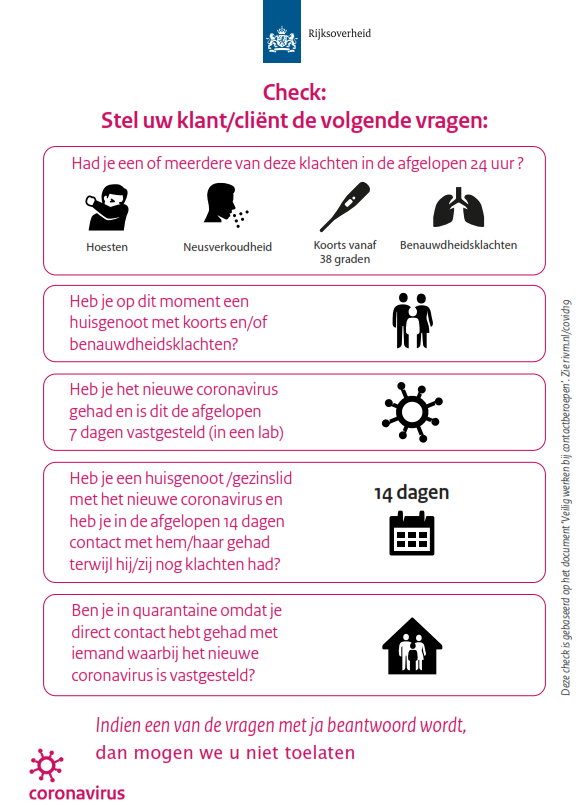 Rijksoverheid
Check:
Stel uw klant/cliënt de volgende vragen:
Had je een of meerdere van deze klachten in de afgelopen 24 uur ?
Hoesten
Neusverkoudheid
Koorts vanaf
38 graden
Benauwdheidsklachten
Heb je op dit moment een
huisgenoot met koorts en/of
benauwdheidsklachten?
Heb je het nieuwe coronavirus
gehad en is dit de afgelopen
7 dagen vastgesteld (in een lab)
Heb je een huisgenoot /gezinslid
met het nieuwe coronavirus en
heb je in de afgelopen 14 dagen
contact met hem/haar gehad
terwijl hij/zij nog klachten had?
14 dagen
Ben je in quarantaine omdat je
direct contact hebt gehad met
iemand waarbij het nieuwe
coronavirus is vastgesteld?
Deze check is gebaseerd op het document 'Veilig werken bij contactberoepen'. Zie rivm.nl/covid19
Indien een van de vragen met ja beantwoord wordt,
dan mogen we u niet toelaten
coronavirus